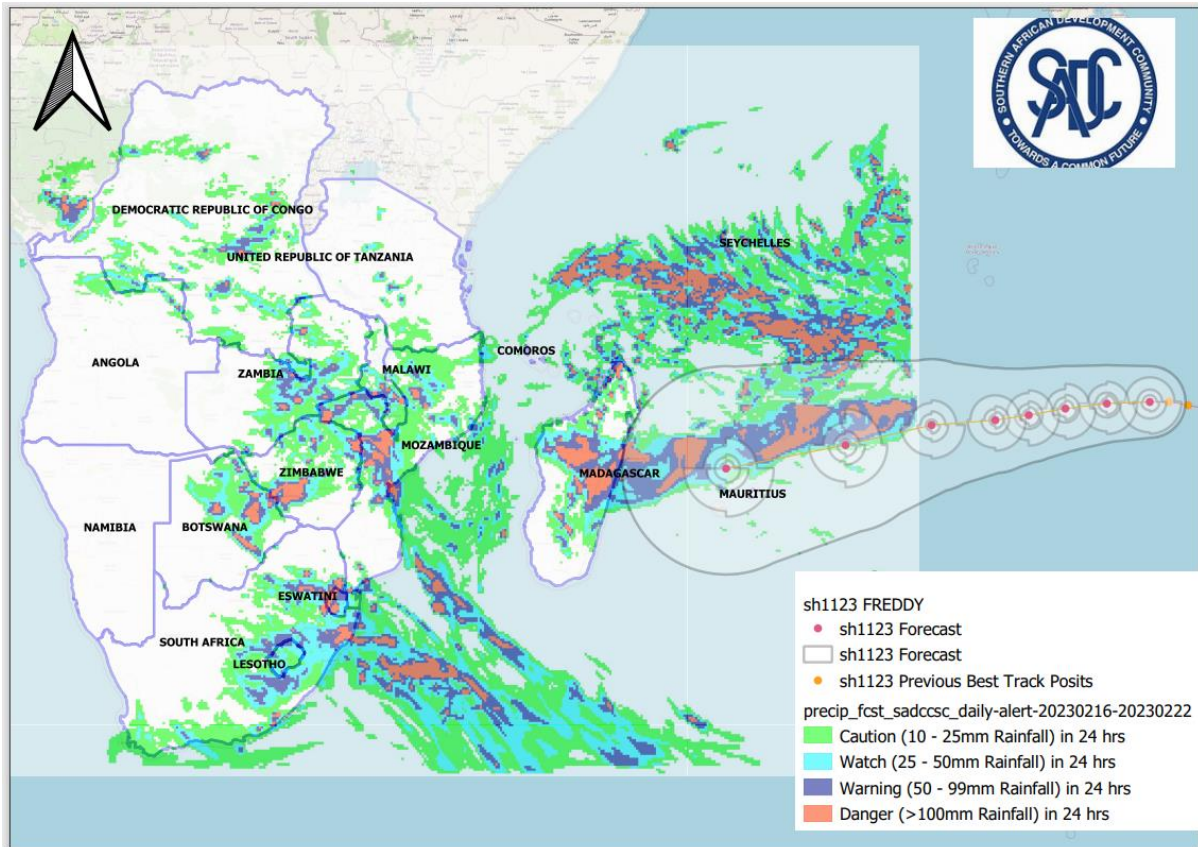 SOUTHERN AFRICAN DEVELOPMENT COMMUNITY
SADC
TOWARDS A COMMON FUTURE
DEMOCRATIC REPUBLIC OF CONGO
SEYCHELLES
UNITED REPUBLIC OF TANZANIA
COMOROS
ANGOLA
ZAMBIA
MALAWI
MOZAMBIQUE
ZIMBABWE
MADAGASCAR
MAURITIUS
NAMIBIA
BOTSWANA
ESWATINI
SOUTH AFRICA
LESOTHO
sh1123 FREDDY
sh1123 Forecast
sh1123 Forecast
sh1123 Previous Best Track Posits
precip_fcst_sadccsc_daily-alert-20230216-20230222
Caution (10 - 25mm Rainfall) in 24 hrs
Watch (25 - 50mm Rainfall) in 24 hrs
Warning (50 - 99mm Rainfall) in 24 hrs
Danger (>100mm Rainfall) in 24 hrs